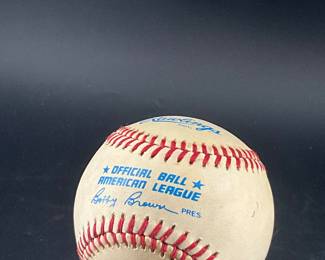 Rawlings
★ OFFICIAL BALL ★
AMERICAN LEAGUE
Bobby Brown PRES